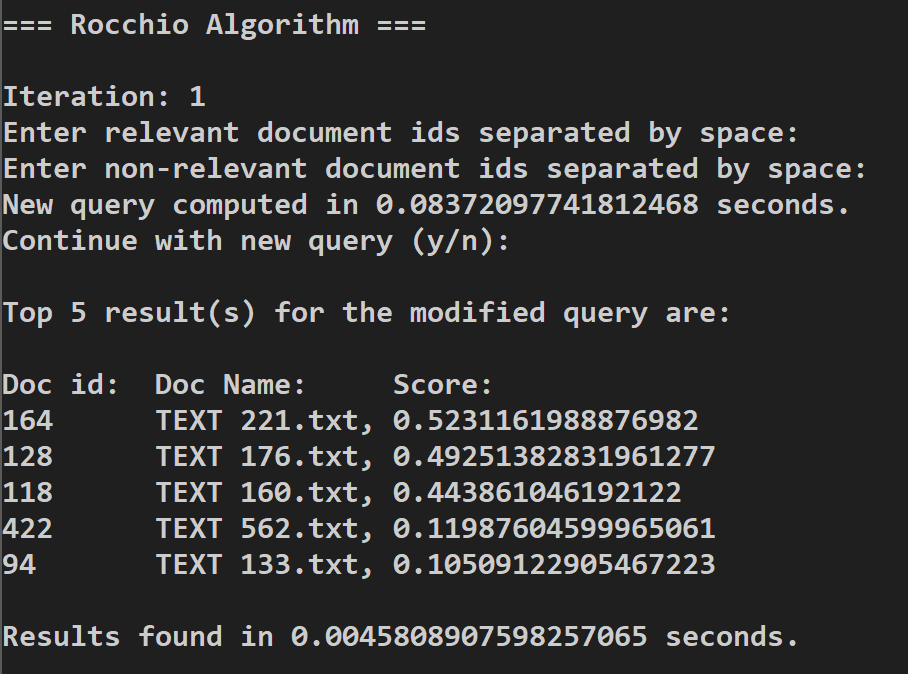 === Rocchio Algorithm ===
Iteration: 1
Enter relevant document ids separated by space:
Enter non-relevant document ids separated by space:
New query computed in 0.08372097741812468 seconds.
Continue with new query (y/n):
Top 5 result(s) for the modified query are:
Doc id:  Doc Name:     Score:
164      TEXT 221.txt, 0.5231161988876982
128      TEXT 176.txt, 0.49251382831961277
118      TEXT 160.txt, 0.443861046192122
422      TEXT 562.txt, 0.11987604599965061
94       TEXT 133.txt, 0.10509122905467223
Results found in 0.0045808907598257065 seconds.